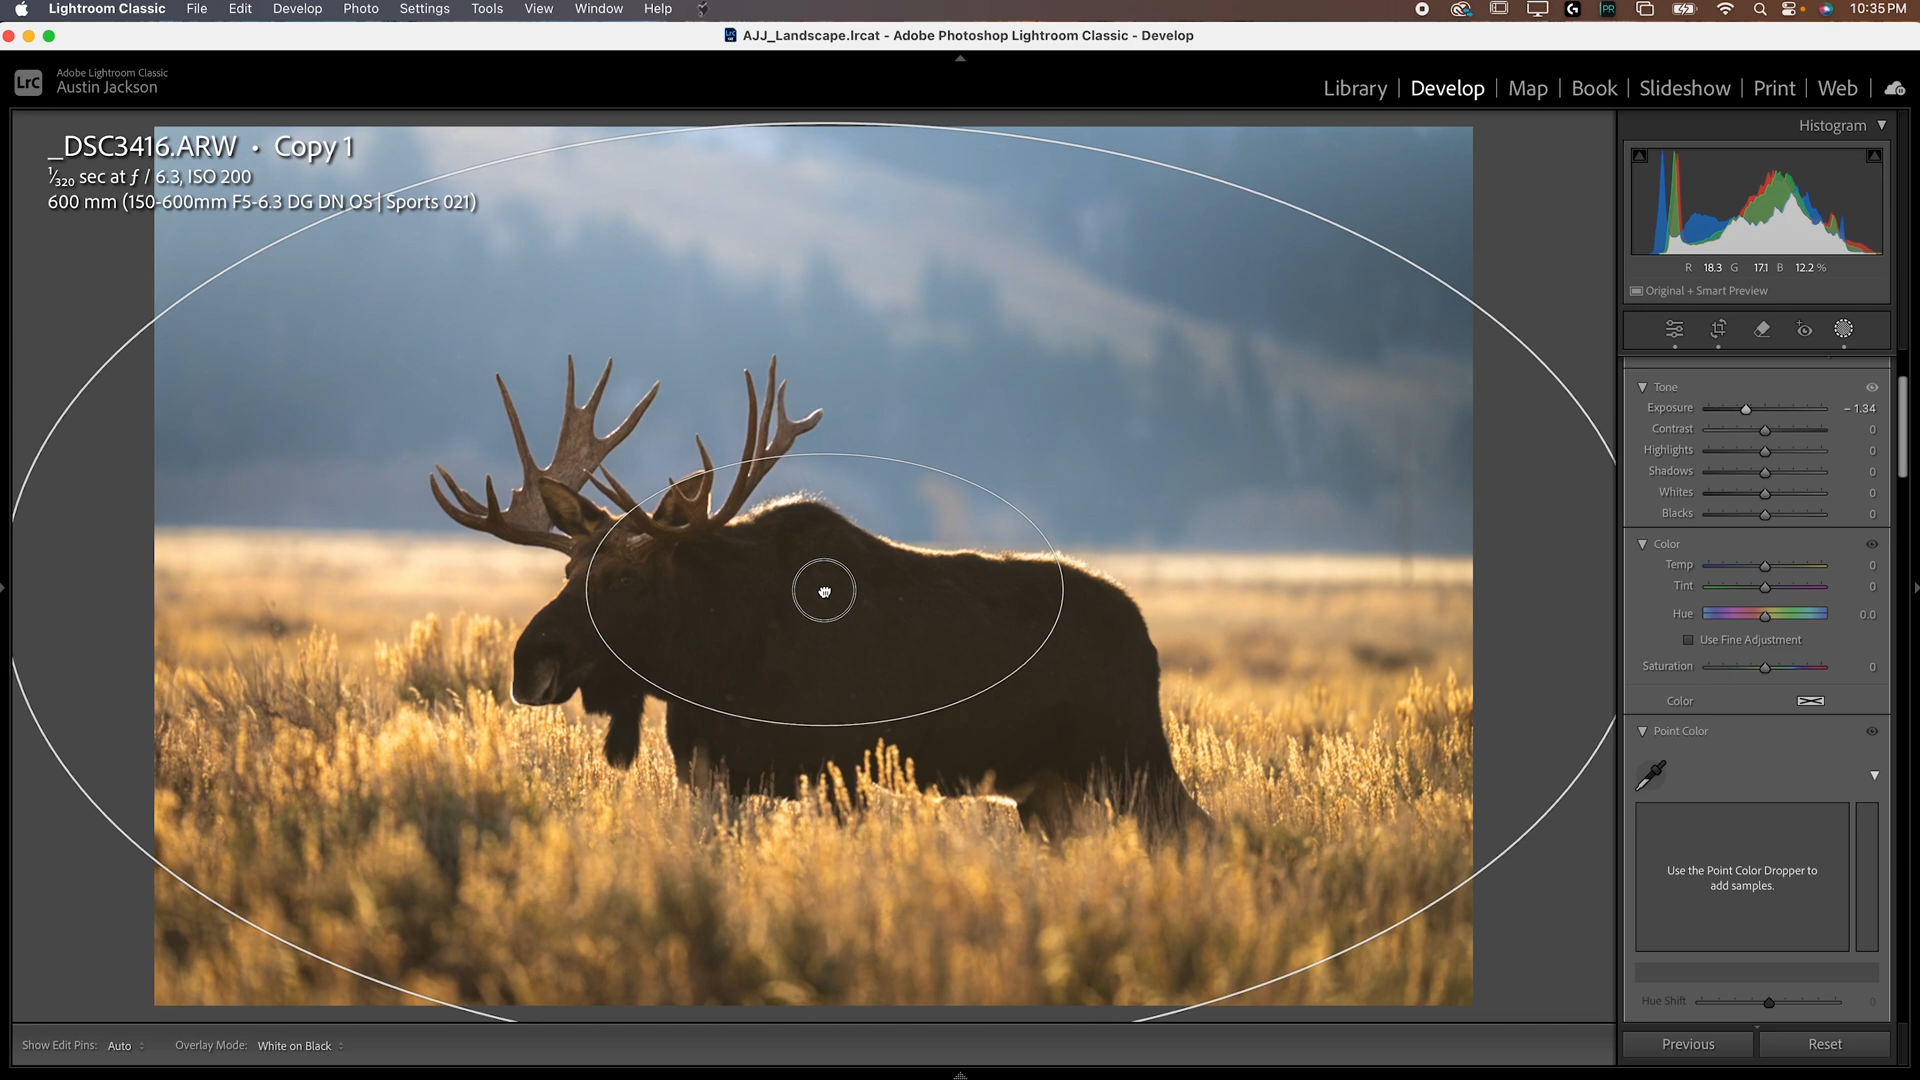 Lightroom Classic File Edit Develop Photo Settings Tools View Window Help PR 10:35 PM
AJJ_Landscape.lrcat - Adobe Photoshop Lightroom Classic - Develop
LrC Adobe Lightroom Classic
Austin Jackson
Library | Develop | Map | Book | Slideshow | Print | Web
_DSC3416.ARW • Copy 1
1/320 sec at ƒ / 6.3, ISO 200
600 mm (150-600mm F5-6.3 DG DN OS | Sports 021)
Histogram
R 18.3 G 17.1 B 12.2 %
Original + Smart Preview
Tone
Exposure – 1.34
Contrast 0
Highlights 0
Shadows 0
Whites 0
Blacks 0
Color
Temp 0
Tint 0
Hue 0.0
Use Fine Adjustment
Saturation 0
Color
Point Color
Use the Point Color Dropper to
add samples.
Hue Shift 0
Previous Reset
Show Edit Pins: Auto Overlay Mode: White on Black